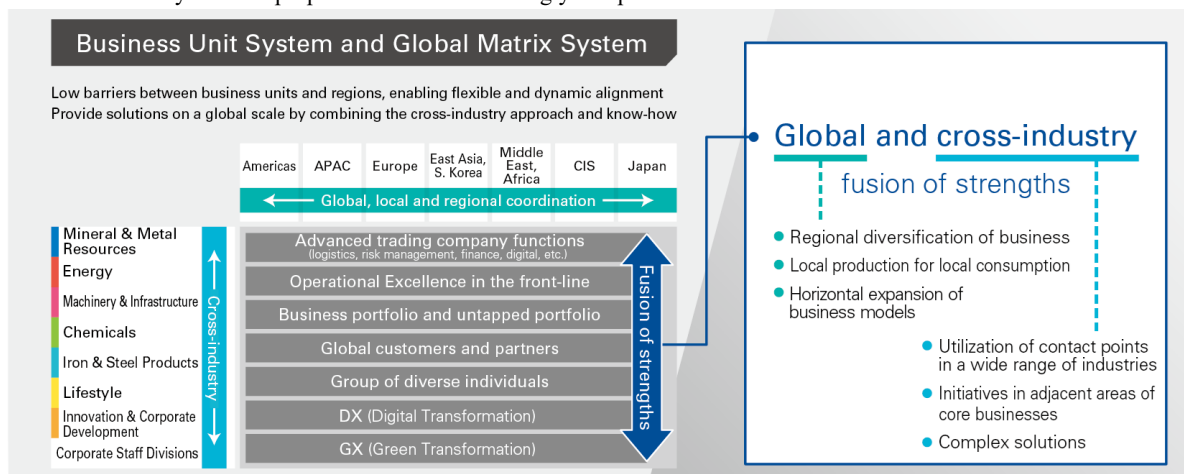 Business Unit System and Global Matrix System
Low barriers between business units and regions, enabling flexible and dynamic alignment
Provide solutions on a global scale by combining the cross-industry approach and know-how
Americas
APAC
Europe
East Asia,
S. Korea
Middle
East,
Africa
CIS
Japan
Global, local and regional coordination
Mineral & Metal
Resources
Energy
Machinery & Infrastructure
Chemicals
Iron & Steel Products
Lifestyle
Innovation & Corporate
Development
Corporate Staff Divisions
Cross-industry
Advanced trading company functions
(logistics, risk management, finance, digital, etc.)
Operational Excellence in the front-line
Business portfolio and untapped portfolio
Global customers and partners
Group of diverse individuals
DX (Digital Transformation)
GX (Green Transformation)
Fusion of strengths
Global and cross-industry
fusion of strengths
Regional diversification of business
Local production for local consumption
Horizontal expansion of
business models
Utilization of contact points
in a wide range of industries
Initiatives in adjacent areas of
core businesses
Complex solutions